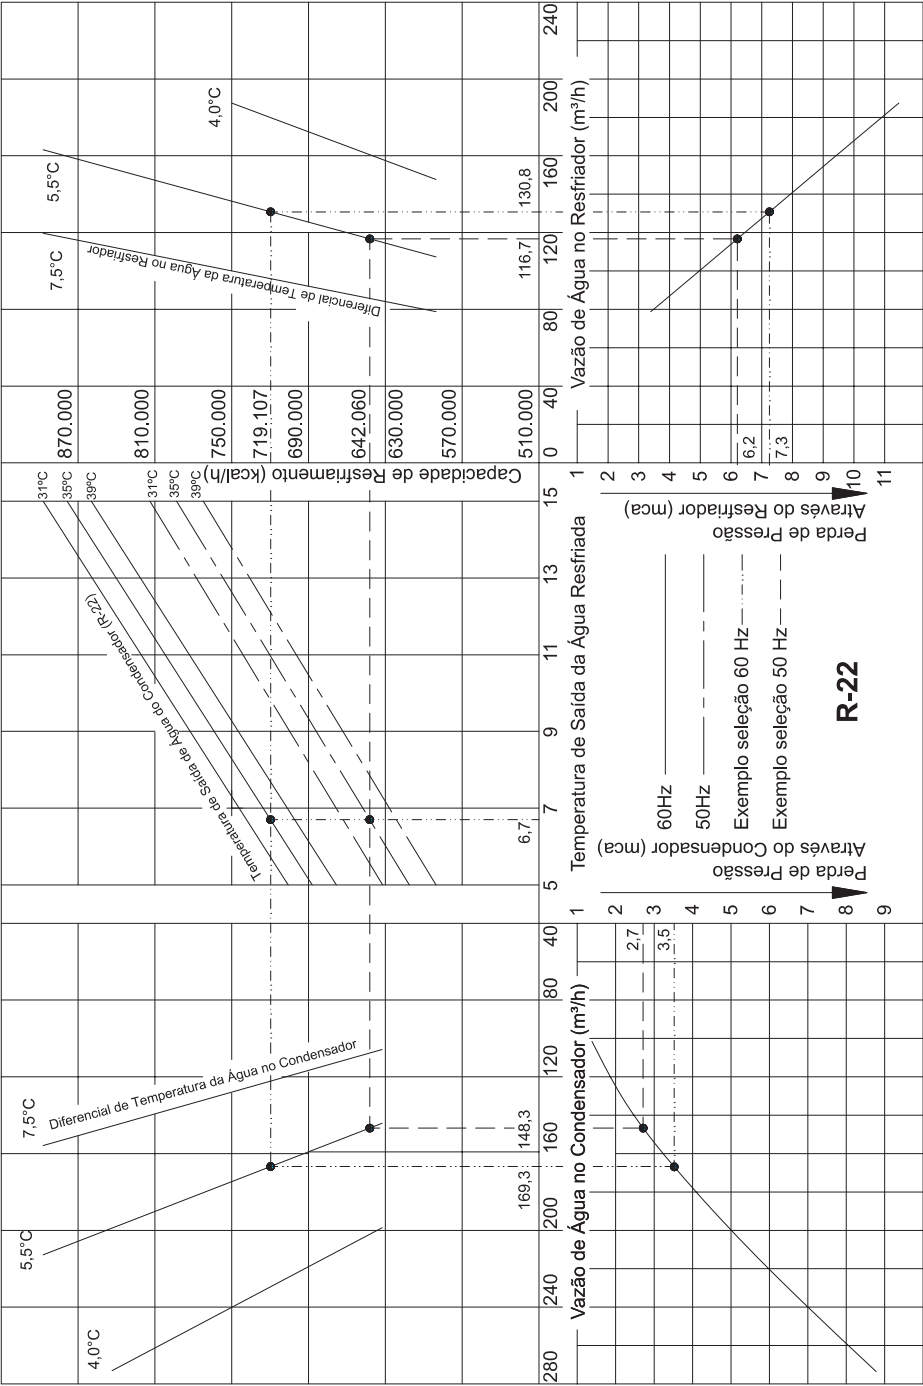 4,0°C
5,5°C
7,5°C
Diferencial de Temperatura da Água no Condensador
169,3
148,3
280
240
200
160
120
80
40
Vazão de Água no Condensador (m³/h)
1
2
3
4
5
6
7
8
9
2,7
3,5
Perda de Pressão
Através do Condensador (mca)
31ºC
35ºC
39ºC
31ºC
35ºC
39ºC
Temperatura de Saída de Água do Condensador (R-22)
6,7
5
7
9
11
13
15
Temperatura de Saída da Água Resfriada
60Hz
50Hz
Exemplo seleção 60 Hz
Exemplo seleção 50 Hz
R-22
Capacidade de Resfriamento (kcal/h)
870.000
810.000
750.000
719.107
690.000
642.060
630.000
570.000
510.000
7,5°C
5,5°C
4,0°C
Diferencial de Temperatura da Água no Resfriador
116,7
130,8
0
40
80
120
160
200
240
Vazão de Água no Resfriador (m³/h)
1
2
3
4
5
6
7
8
9
10
11
6,2
7,3
Perda de Pressão
Através do Resfriador (mca)